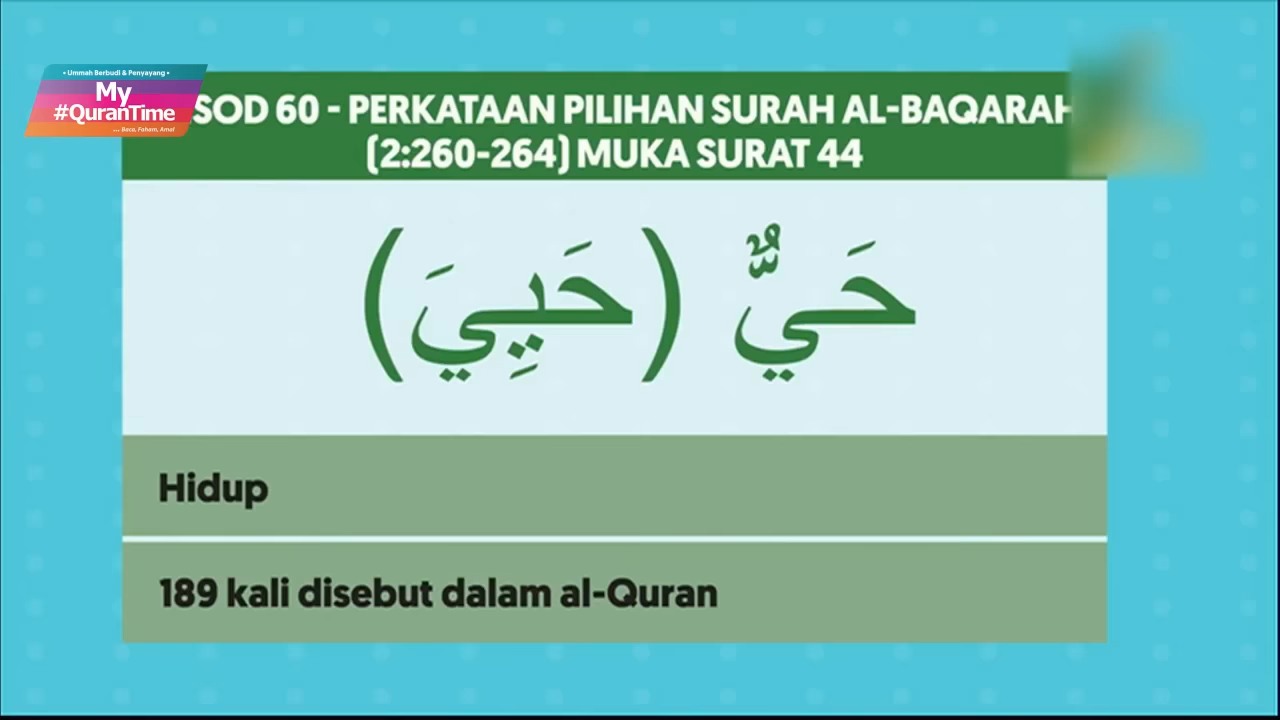 • Ummah Berbudi & Penyayang •
My
#QuranTime
... Baca, Faham, Amal
SOD 60 - PERKATAAN PILIHAN SURAH AL-BAQARAH
(2:260-264) MUKA SURAT 44
حَيٌّ (حَيِيَ)
Hidup
189 kali disebut dalam al-Quran